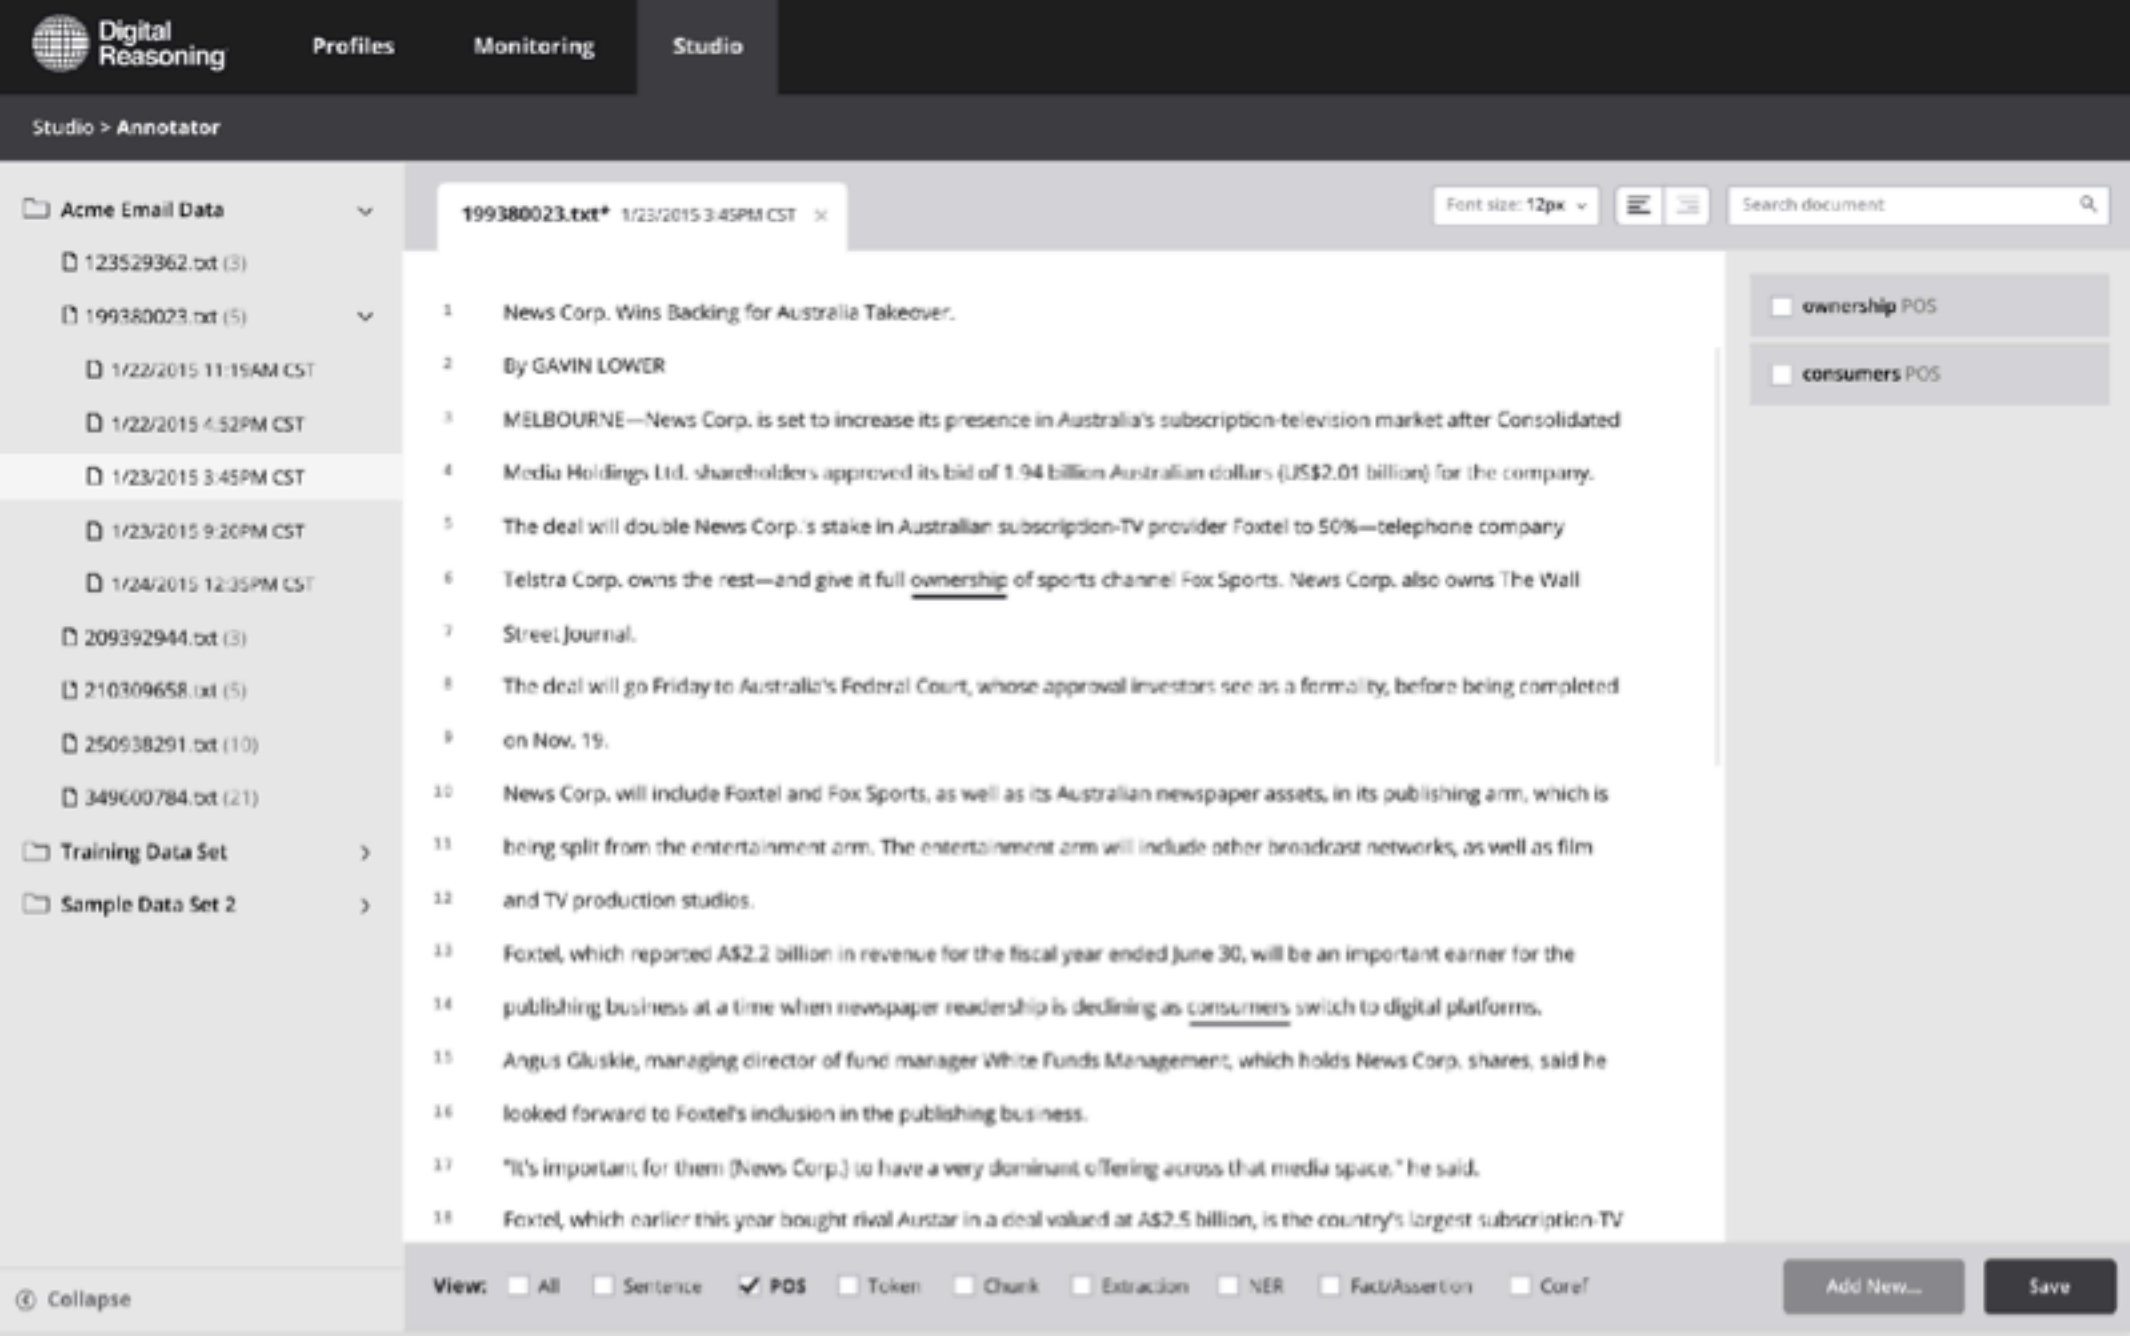 Digital
Reasoning
Profiles
Monitoring
Studio
Studio > Annotator
Acme Email Data
123529362.txt (3)
199380023.txt (5)
1/22/2015 11:19AM CST
1/22/2015 4:52PM CST
1/23/2015 3:45PM CST
1/23/2015 9:20PM CST
1/24/2015 12:35PM CST
209392944.txt (3)
210309658.txt (5)
250938291.txt (10)
349600784.txt (21)
Training Data Set
Sample Data Set 2
Collapse
199380023.txt* 1/23/2015 3:45PM CST ×
Font size: 12px
Search document
1 News Corp. Wins Backing for Australia Takeover.
2 By GAVIN LOWER
3 MELBOURNE—News Corp. is set to increase its presence in Australia's subscription-television market after Consolidated
4 Media Holdings Ltd. shareholders approved its bid of 1.94 billion Australian dollars (US$2.01 billion) for the company.
5 The deal will double News Corp.'s stake in Australian subscription-TV provider Foxtel to 50%—telephone company
6 Telstra Corp. owns the rest—and give it full ownership of sports channel Fox Sports. News Corp. also owns The Wall
7 Street Journal.
8 The deal will go Friday to Australia's Federal Court, whose approval investors see as a formality, before being completed
9 on Nov. 19.
10 News Corp. will include Foxtel and Fox Sports, as well as its Australian newspaper assets, in its publishing arm, which is
11 being split from the entertainment arm. The entertainment arm will include other broadcast networks, as well as film
12 and TV production studios.
13 Foxtel, which reported A$2.2 billion in revenue for the fiscal year ended June 30, will be an important earner for the
14 publishing business at a time when newspaper readership is declining as consumers switch to digital platforms.
15 Angus Gluskie, managing director of fund manager White Funds Management, which holds News Corp. shares, said he
16 looked forward to Foxtel's inclusion in the publishing business.
17 "It's important for them (News Corp.) to have a very dominant offering across that media space." he said.
18 Foxtel, which earlier this year bought rival Austar in a deal valued at A$2.5 billion, is the country's largest subscription-TV
ownership POS
consumers POS
View: All Sentence POS Token Chunk Extraction NER Fact/Assertion Coref
Add New...
Save